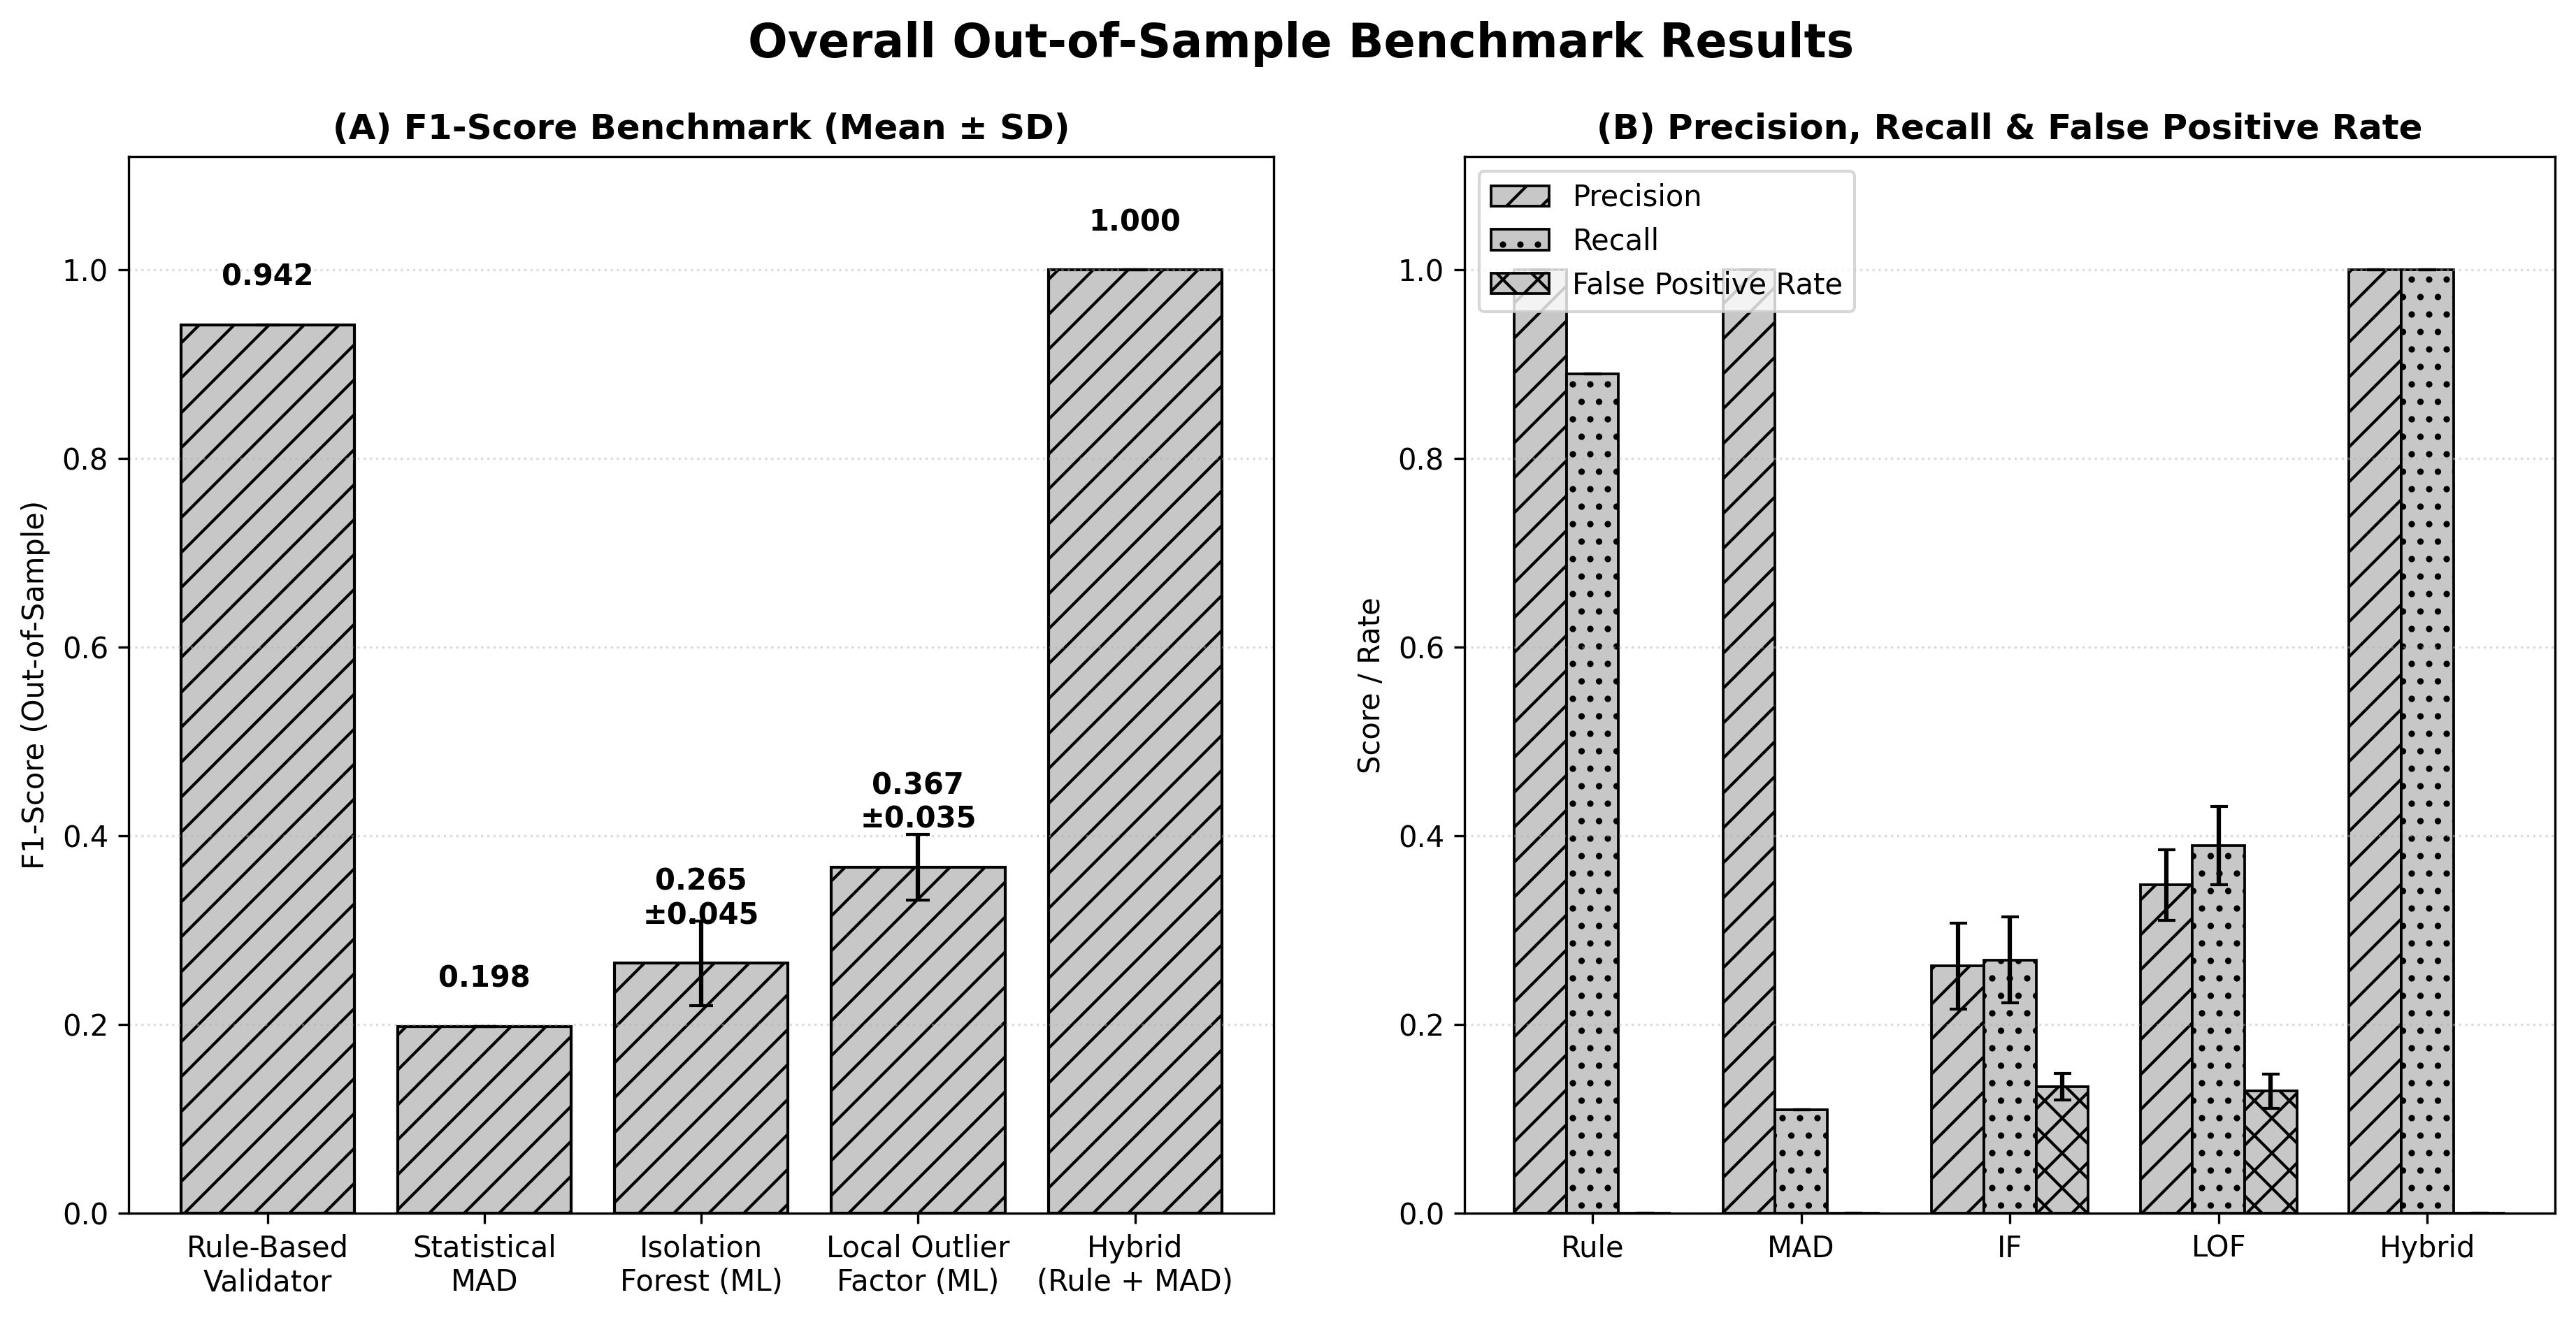 Overall Out-of-Sample Benchmark Results
(A) F1-Score Benchmark (Mean ± SD)
F1-Score (Out-of-Sample)
1.0
0.8
0.6
0.4
0.2
0.0
0.942
0.198
0.265
±0.045
0.367
±0.035
1.000
Rule-Based
Validator
Statistical
MAD
Isolation
Forest (ML)
Local Outlier
Factor (ML)
Hybrid
(Rule + MAD)
(B) Precision, Recall & False Positive Rate
Precision
Recall
False Positive Rate
Score / Rate
1.0
0.8
0.6
0.4
0.2
0.0
Rule
MAD
IF
LOF
Hybrid